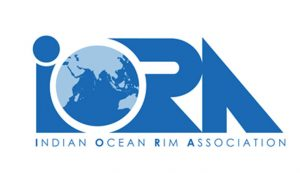 iORA
INDIAN OCEAN RIM ASSOCIATION